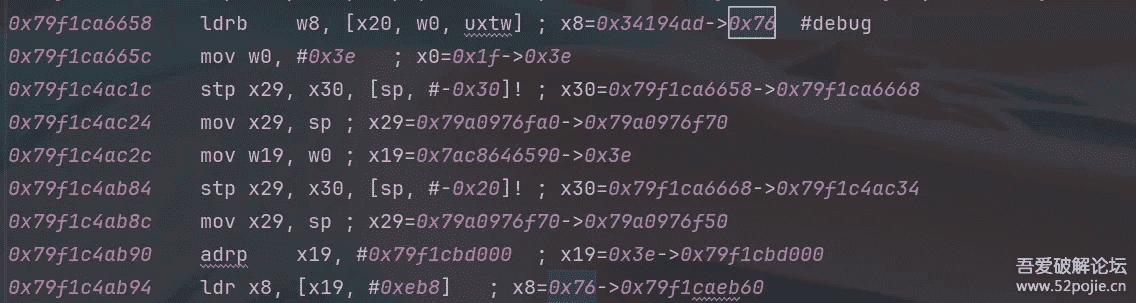 0x79f1ca6658 ldrb w8, [x20, w0, uxtw] ; x8=0x34194ad->0x76 #debug
0x79f1ca665c mov w0, #0x3e ; x0=0x1f->0x3e
0x79f1c4ac1c stp x29, x30, [sp, #-0x30]! ; x30=0x79f1ca6658->0x79f1ca6668
0x79f1c4ac24 mov x29, sp ; x29=0x79a0976fa0->0x79a0976f70
0x79f1c4ac2c mov w19, w0 ; x19=0x7ac8646590->0x3e
0x79f1c4ab84 stp x29, x30, [sp, #-0x20]! ; x30=0x79f1ca6668->0x79f1c4ac34
0x79f1c4ab8c mov x29, sp ; x29=0x79a0976f70->0x79a0976f50
0x79f1c4ab90 adrp x19, #0x79f1cbd000 ; x19=0x3e->0x79f1cbd000
0x79f1c4ab94 ldr x8, [x19, #0xeb8] ; x8=0x76->0x79f1caeb60
吾爱破解论坛
www.52pojie.cn